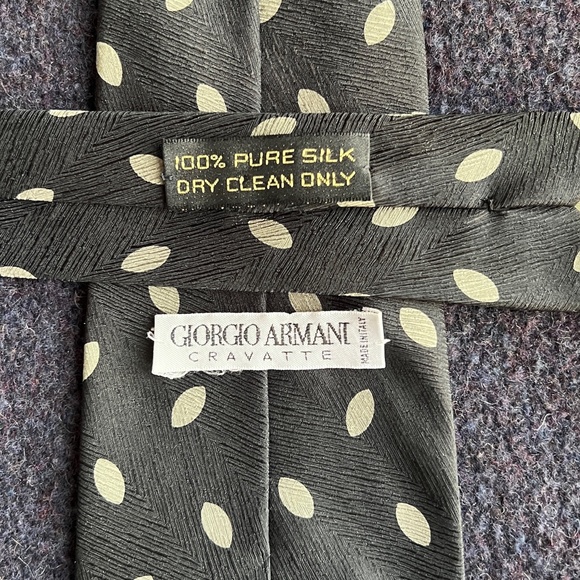 100% PURE SILK
DRY CLEAN ONLY
GIORGIO ARMANI
CRAVATTE
MADE IN ITALY